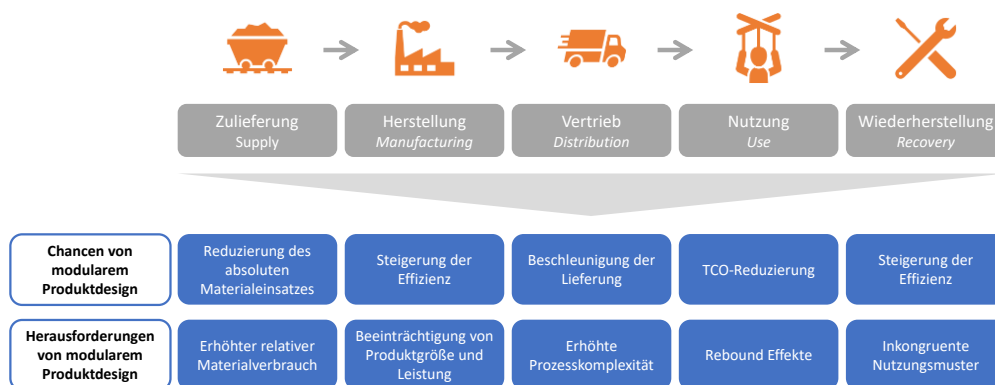 Zulieferung
Supply
Herstellung
Manufacturing
Vertrieb
Distribution
Nutzung
Use
Wiederherstellung
Recovery
Chancen von
modularem
Produktdesign
Reduzierung des
absoluten
Materialeinsatzes
Steigerung der
Effizienz
Beschleunigung der
Lieferung
TCO-Reduzierung
Steigerung der
Effizienz
Herausforderungen
von modularem
Produktdesign
Erhöhter relativer
Materialverbrauch
Beeinträchtigung von
Produktgröße und
Leistung
Erhöhte
Prozesskomplexität
Rebound Effekte
Inkongruente
Nutzungsmuster